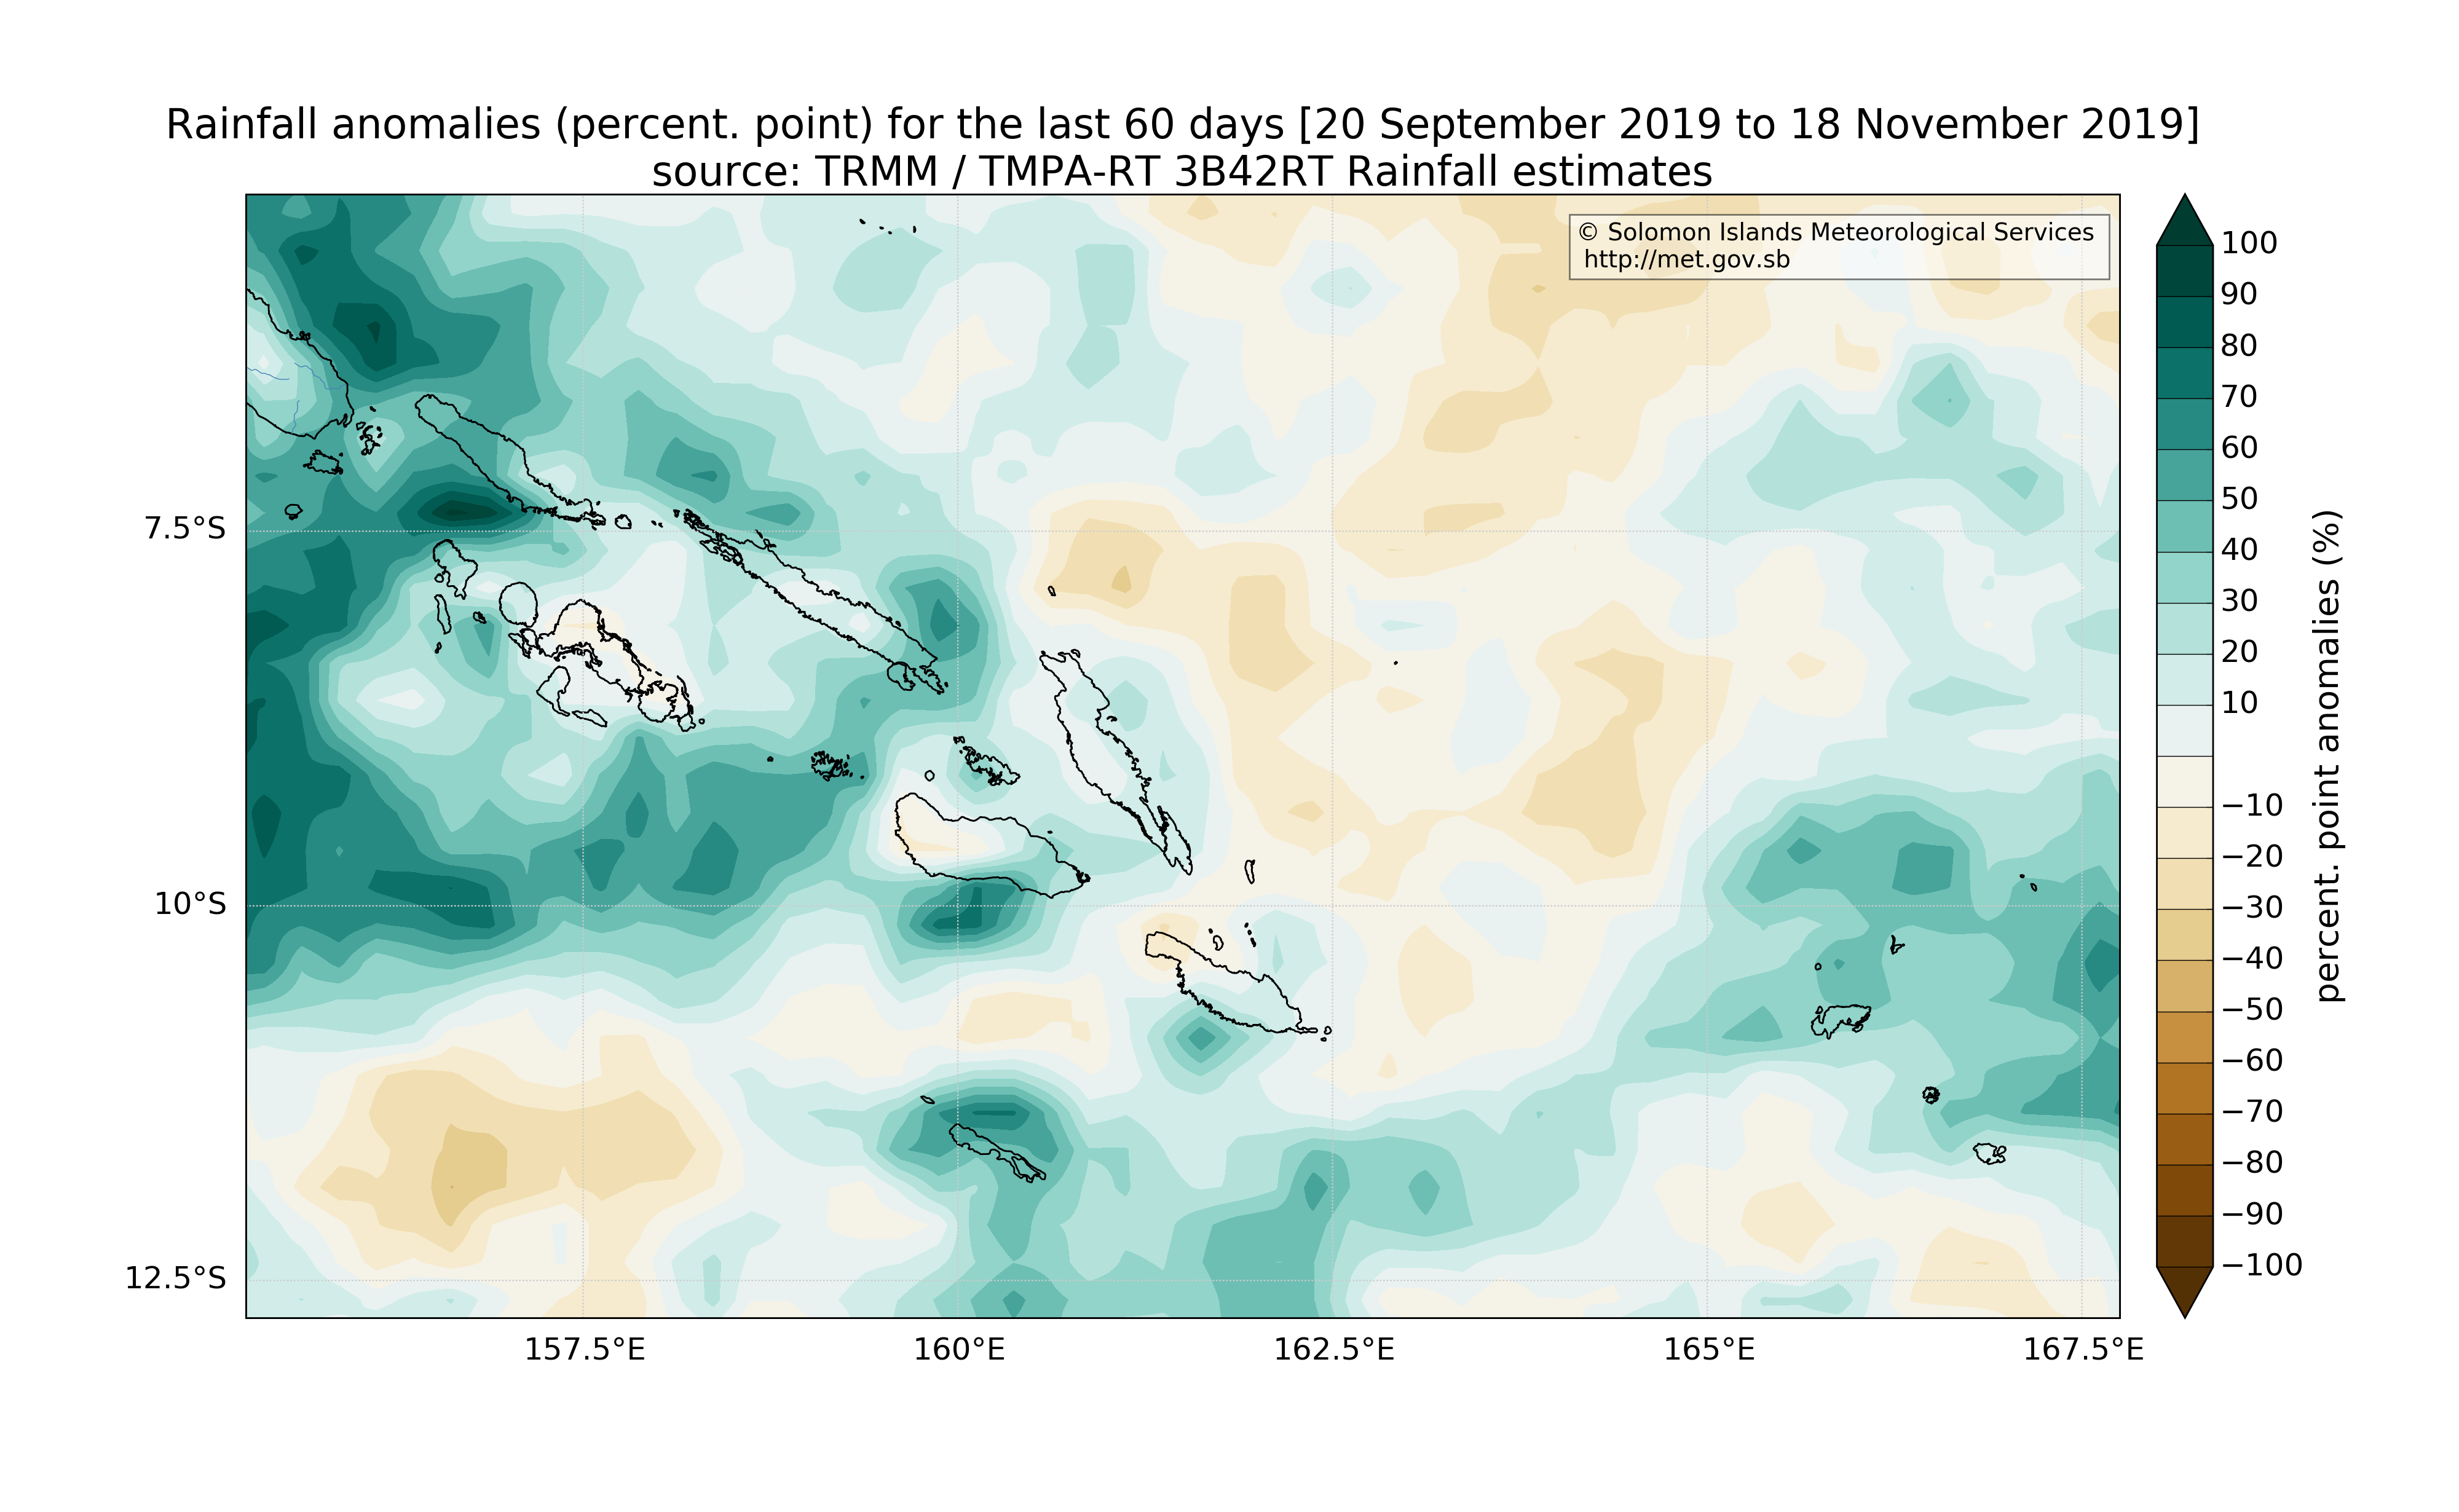 Rainfall anomalies (percent. point) for the last 60 days [20 September 2019 to 18 November 2019]
source: TRMM / TMPA-RT 3B42RT Rainfall estimates
© Solomon Islands Meteorological Services
http://met.gov.sb
7.5°S
10°S
12.5°S
157.5°E
160°E
162.5°E
165°E
167.5°E
100
90
80
70
60
50
40
30
20
10
−10
−20
−30
−40
−50
−60
−70
−80
−90
−100
percent. point anomalies (%)